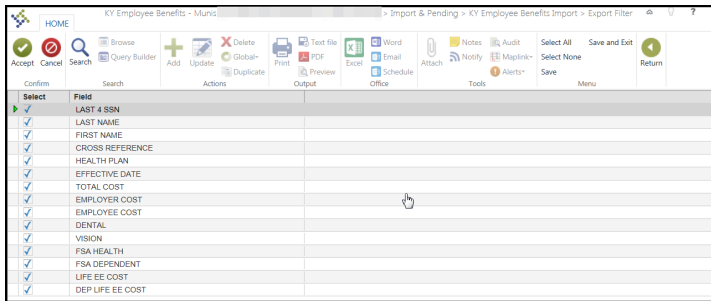 KY Employee Benefits - Munis > Import & Pending > KY Employee Benefits Import > Export Filter ?
HOME
Accept Cancel Search Browse Query Builder Add Update Delete Global Duplicate Print Text file PDF Preview Excel Word Email Schedule Attach Notes Notify Audit Maplink Alerts Select All Select None Save Save and Exit Return
Confirm Search Actions Output Office Tools Menu
Select Field
LAST 4 SSN
LAST NAME
FIRST NAME
CROSS REFERENCE
HEALTH PLAN
EFFECTIVE DATE
TOTAL COST
EMPLOYER COST
EMPLOYEE COST
DENTAL
VISION
FSA HEALTH
FSA DEPENDENT
LIFE EE COST
DEP LIFE EE COST